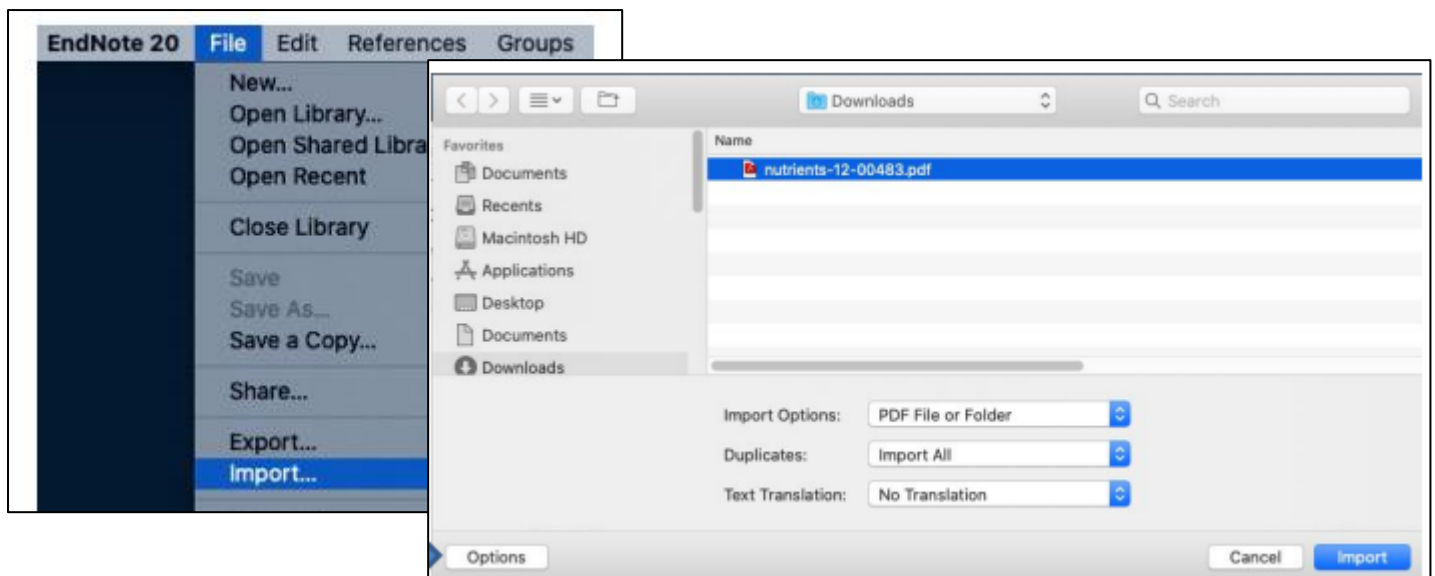 EndNote 20 File Edit References Groups
New...
Open Library...
Open Shared Libra
Open Recent
Close Library
Save
Save As...
Save a Copy...
Share...
Export...
Import...
Downloads
Search
Favorites
Documents
Recents
Macintosh HD
Applications
Desktop
Documents
Downloads
Name
nutrients-12-00483.pdf
Import Options: PDF File or Folder
Duplicates: Import All
Text Translation: No Translation
Options Cancel Import